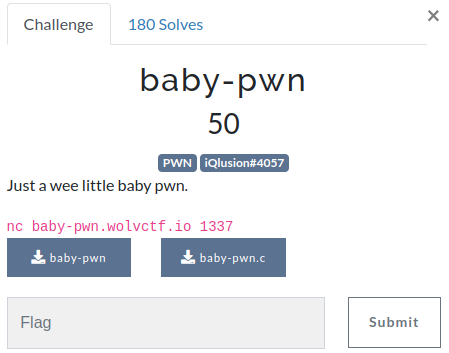 Challenge 180 Solves ×
baby-pwn
50
PWN iQlusion#4057
Just a wee little baby pwn.
nc baby-pwn.wolvctf.io 1337
baby-pwn baby-pwn.c
Flag Submit